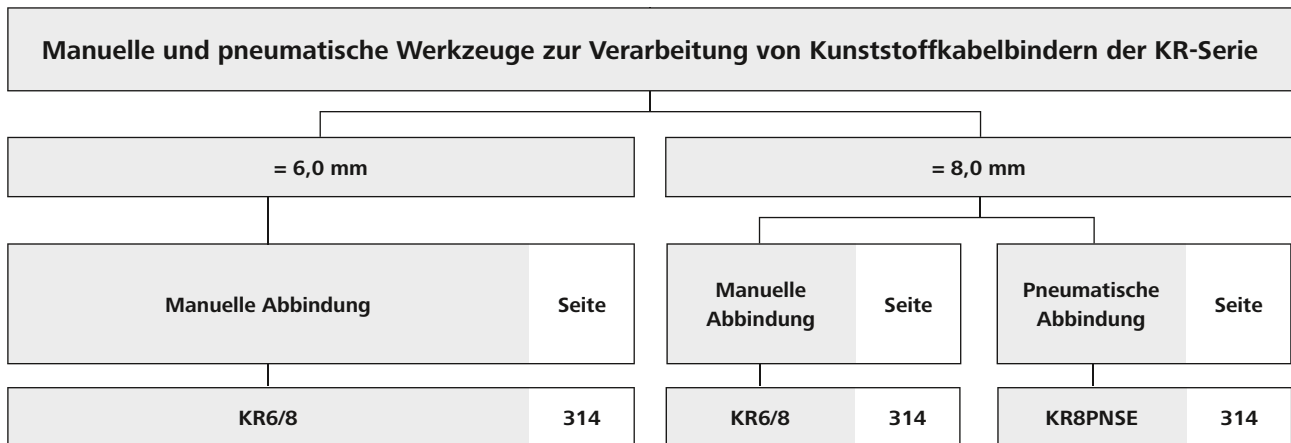 Manuelle und pneumatische Werkzeuge zur Verarbeitung von Kunststoffkabelbindern der KR-Serie
= 6,0 mm
= 8,0 mm
Manuelle Abbindung
Seite
Manuelle
Abbindung
Seite
Pneumatische
Abbindung
Seite
KR6/8
314
KR6/8
314
KR8PNSE
314